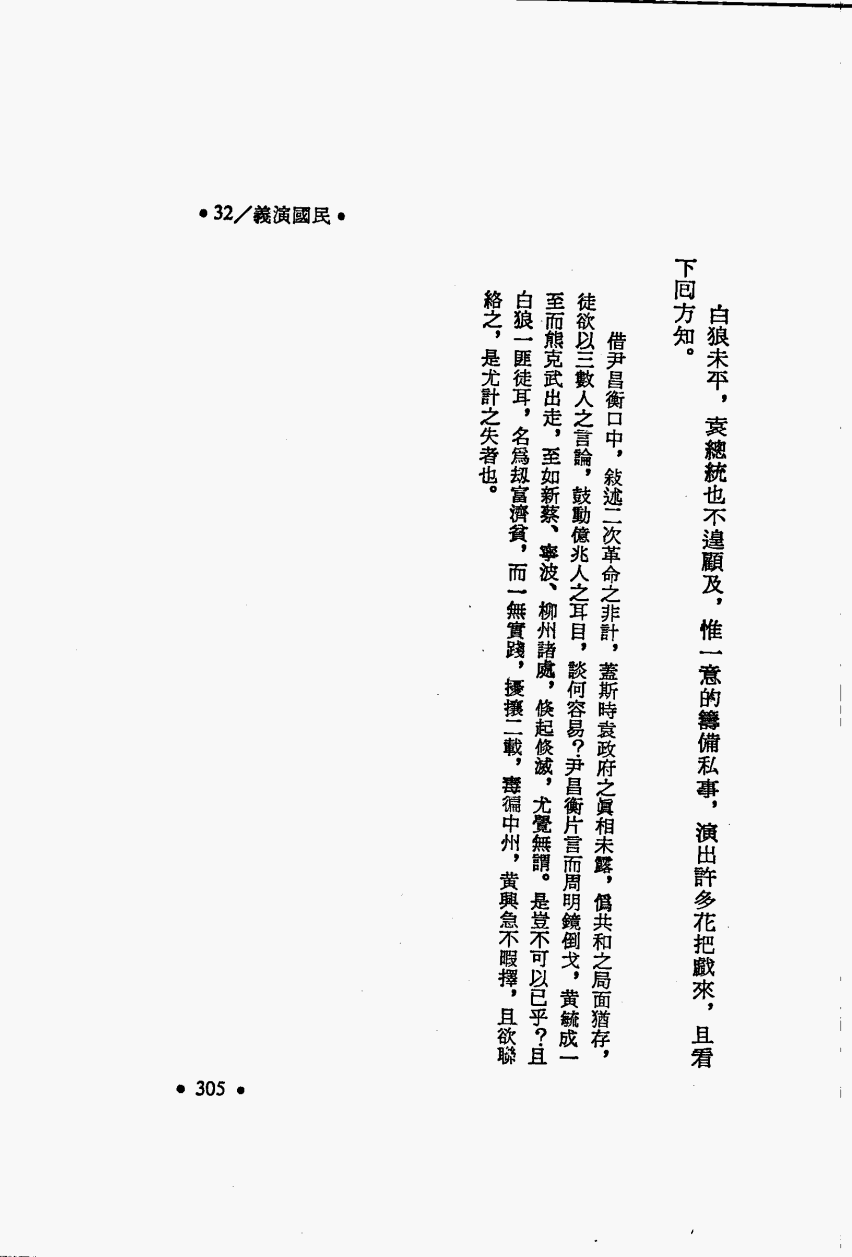 •32/義演國民•
白狼未平，袁總統也不遑顧及，惟一意的籌備私事，演出許多花把戲來，且看
下囘方知。
借尹昌衡口中，敍述二次革命之非計，蓋斯時袁政府之眞相未露，僞共和之局面猶存，
徒欲以三數人之言論，鼓動億兆人之耳目，談何容易？尹昌衡片言而周明鏡倒戈，黄毓成一
至而熊克武出走，至如新蔡、寧波、柳州諸處，倏起倏滅，尤覺無謂。是豈不可以已乎？且
白狼一匪徒耳，名爲刼富濟貧，而一無實踐，擾攘二載，毒徧中州，黄興急不暇擇，且欲聯
絡之，是尤計之失者也。
•305•